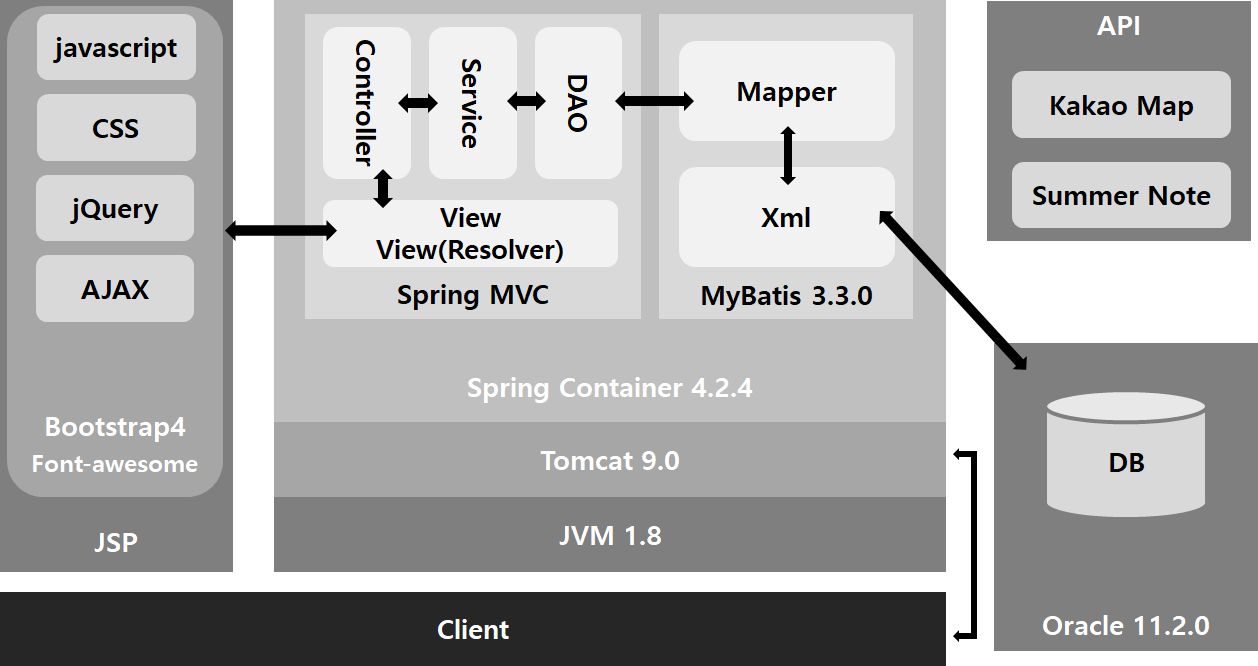 javascript
CSS
jQuery
AJAX
Bootstrap4
Font-awesome
JSP
Controller
Service
DAO
View
View(Resolver)
Spring MVC
Mapper
Xml
MyBatis 3.3.0
Spring Container 4.2.4
Tomcat 9.0
JVM 1.8
Client
API
Kakao Map
Summer Note
DB
Oracle 11.2.0